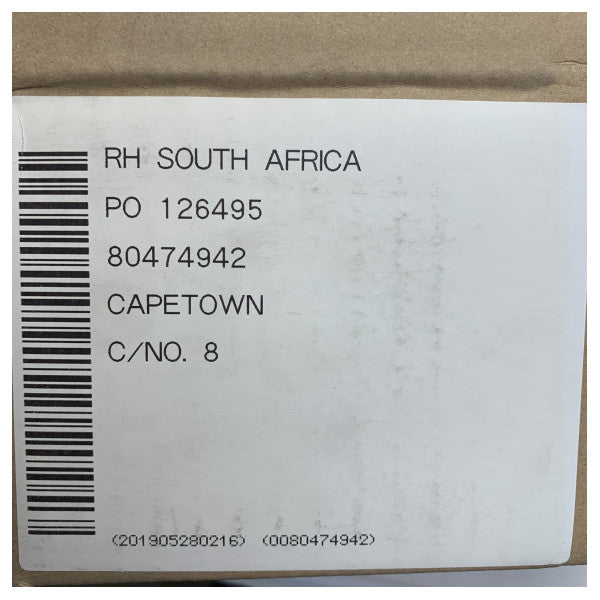 RH SOUTH AFRICA
PO 126495
80474942
CAPETOWN
C/NO. 8
(201905280216) (0080474942)